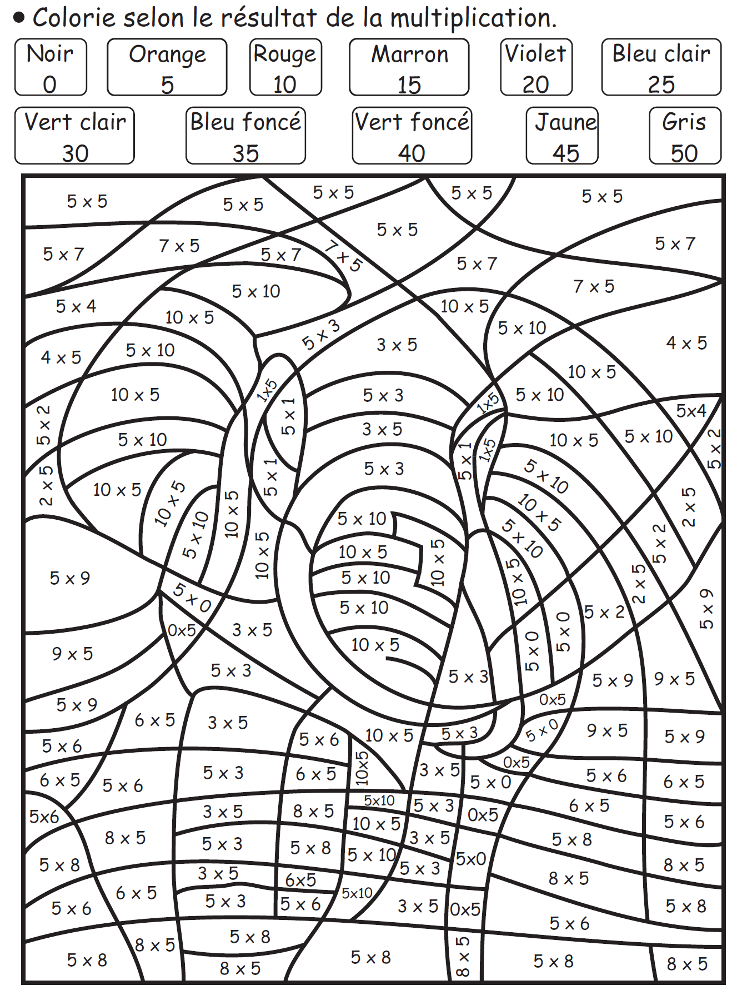 • Colorie selon le résultat de la multiplication.
Noir Orange Rouge Marron Violet Bleu clair
0 5 10 15 20 25
Vert clair Bleu foncé Vert foncé Jaune Gris
30 35 40 45 50
5 x 5 5 x 5 5 x 5 5 x 5 5 x 5
5 x 5
5 x 7 7 x 5 5 x 7 7 x 5 5 x 7 5 x 7
5 x 10 7 x 5
5 x 4 10 x 5 5 x 3 10 x 5 5 x 10
4 x 5 5 x 10 3 x 5 4 x 5
10 x 5
10 x 5 1x5 5 x 3 1x5 5 x 10
5 x 2 5 x 1 3 x 5 5x4
5 x 10 1x5 10 x 5 5 x 10 5 x 2
5 x 1 5 x 3 5 x 1 5 x 10
2 x 5 10 x 5 10 x 5 10 x 5 5 x 10 10 x 5 2 x 5
5 x 10 10 x 5 10 x 5 10 x 5 5 x 10 5 x 2
5 x 9 5 x 10 10 x 5 2 x 5
5 x 0 5 x 10 5 x 2 5 x 9
0x5 3 x 5 5 x 0 5 x 0
9 x 5 10 x 5
5 x 3 5 x 3 5 x 9 9 x 5
5 x 9 0x5
6 x 5 3 x 5 5 x 0
5 x 6 5 x 6 10 x 5 5 x 3 9 x 5 5 x 9
5 x 3 6 x 5 10x5 3 x 5 0x5
6 x 5 5 x 6 5 x 0 5 x 6 6 x 5
5x6 3 x 5 8 x 5 5x10 5 x 3 0x5 6 x 5
10 x 5 5 x 6
8 x 5 5 x 3 5 x 8 3 x 5 5 x 8
5 x 8 5 x 10 5x0 8 x 5
3 x 5 6x5 5 x 3 8 x 5
6 x 5 5x10
5 x 6 5 x 3 5 x 6 3 x 5 0x5 5 x 8
5 x 8 5 x 6
8 x 5 8 x 5
5 x 8 8 x 5 5 x 8 5 x 8 8 x 5